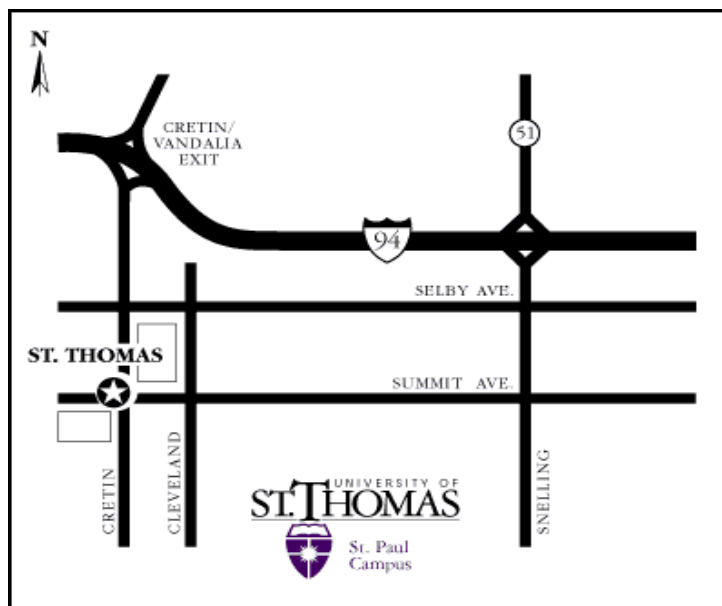 N
CRETIN/
VANDALIA
EXIT
51
94
SELBY AVE.
ST. THOMAS
SUMMIT AVE.
CRETIN
CLEVELAND
SNELLING
UNIVERSITY OF
ST. THOMAS
St. Paul
Campus